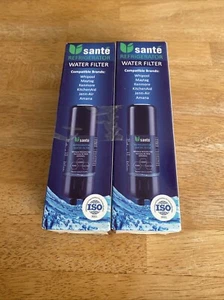 santé
REFRIGERATOR
WATER FILTER
Compatible Brands:
Whirlpool
Maytag
Kenmore
KitchenAid
Jenn-Air
Amana
santé
ISO
santé
REFRIGERATOR
WATER FILTER
Compatible Brands:
Whirlpool
Maytag
Kenmore
KitchenAid
Jenn-Air
Amana
santé
ISO